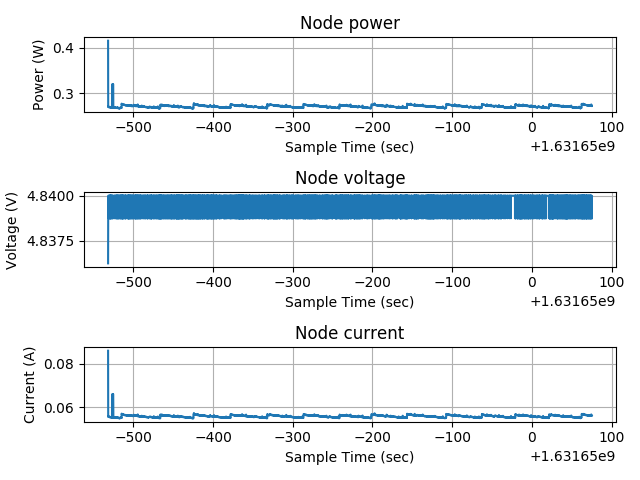 Node power
Power (W)
0.4
0.3
−500
−400
−300
−200
−100
0
100
Sample Time (sec)
+1.63165e9
Node voltage
Voltage (V)
4.8400
4.8375
−500
−400
−300
−200
−100
0
100
Sample Time (sec)
+1.63165e9
Node current
Current (A)
0.08
0.06
−500
−400
−300
−200
−100
0
100
Sample Time (sec)
+1.63165e9